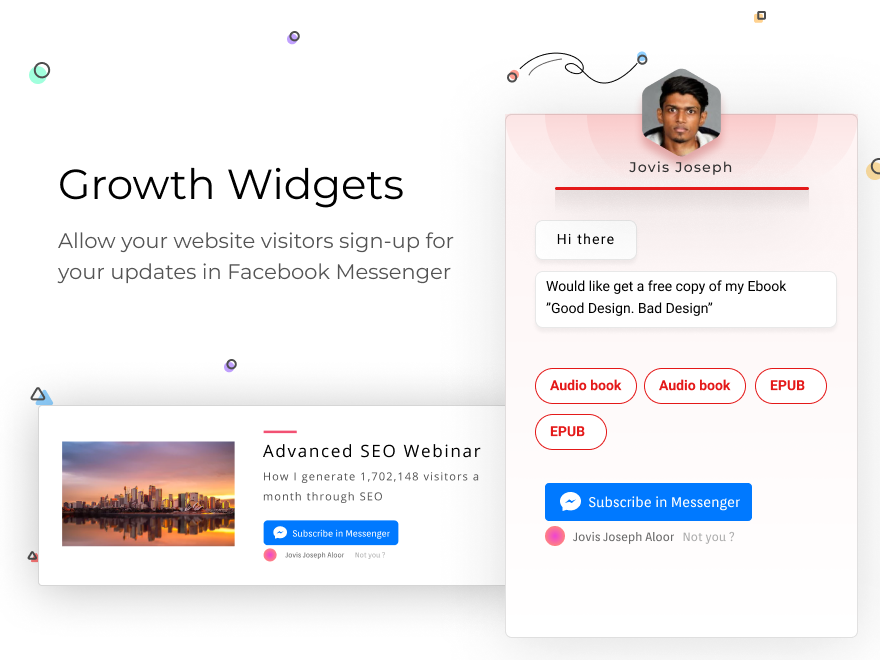 Growth Widgets
Allow your website visitors sign-up for
your updates in Facebook Messenger
Advanced SEO Webinar
How I generate 1,702,148 visitors a
month through SEO
Subscribe in Messenger
Jovis Joseph Aloor Not you ?
Jovis Joseph
Hi there
Would like get a free copy of my Ebook
”Good Design. Bad Design”
Audio book Audio book EPUB
EPUB
Subscribe in Messenger
Jovis Joseph Aloor Not you ?